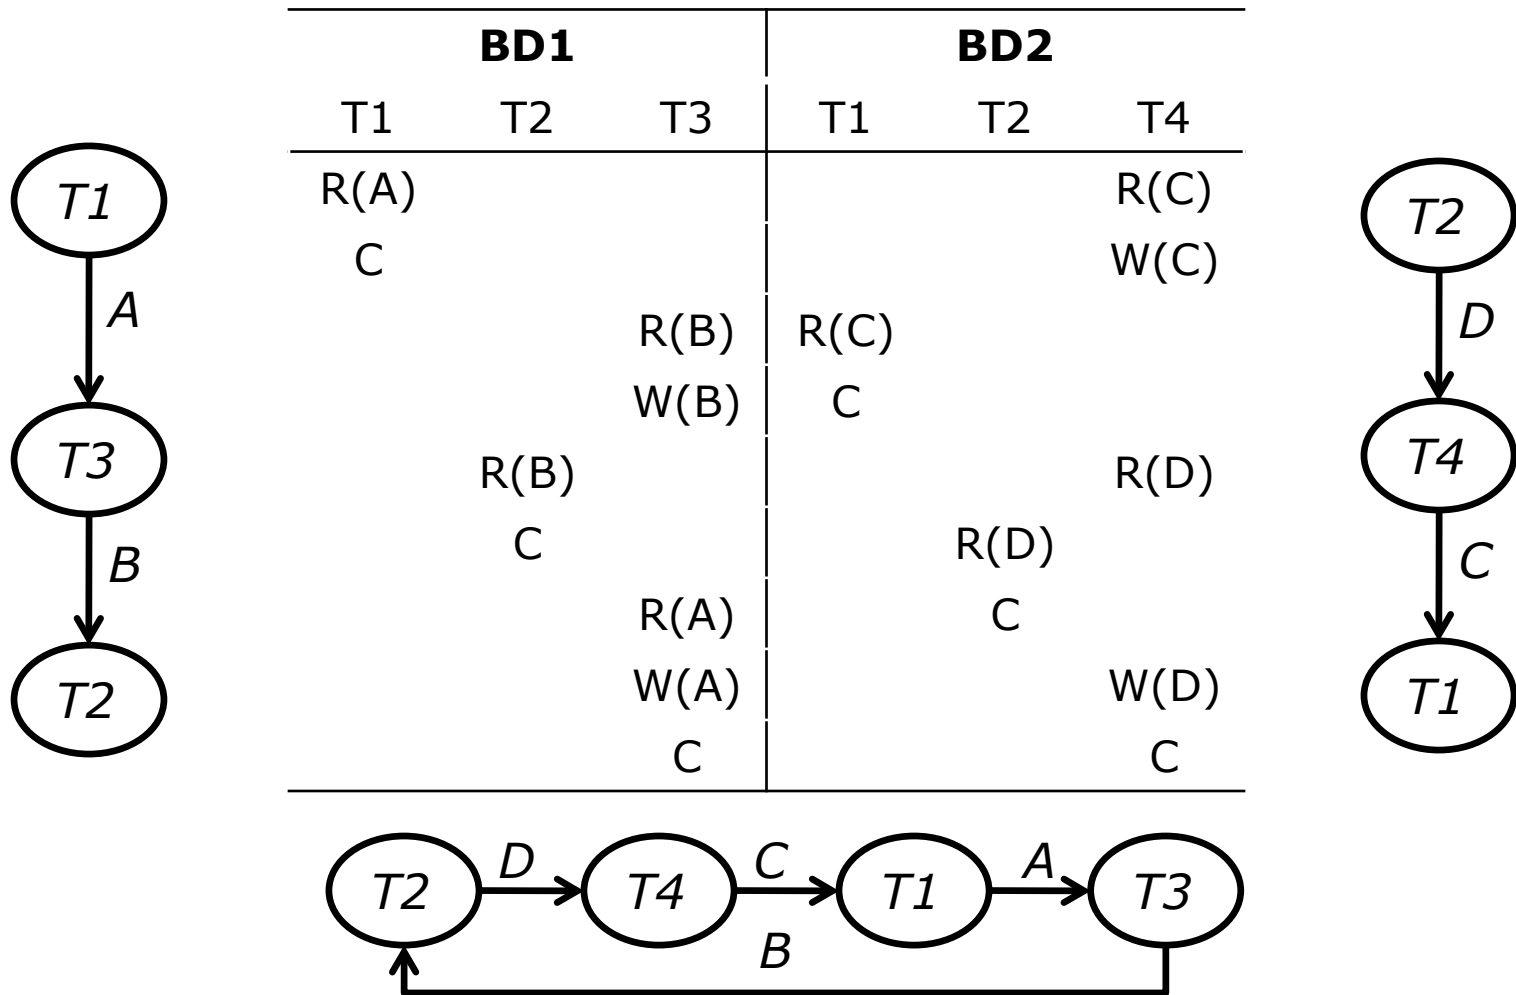 BD1 BD2
T1 T2 T3 T1 T2 T4
T1 R(A) R(C) T2
C W(C)
A R(B) R(C) D
W(B) C
T3 R(B) R(D) T4
C R(D)
B R(A) C C
T2 W(A) W(D) T1
C C
T2 D T4 C T1 A T3
B